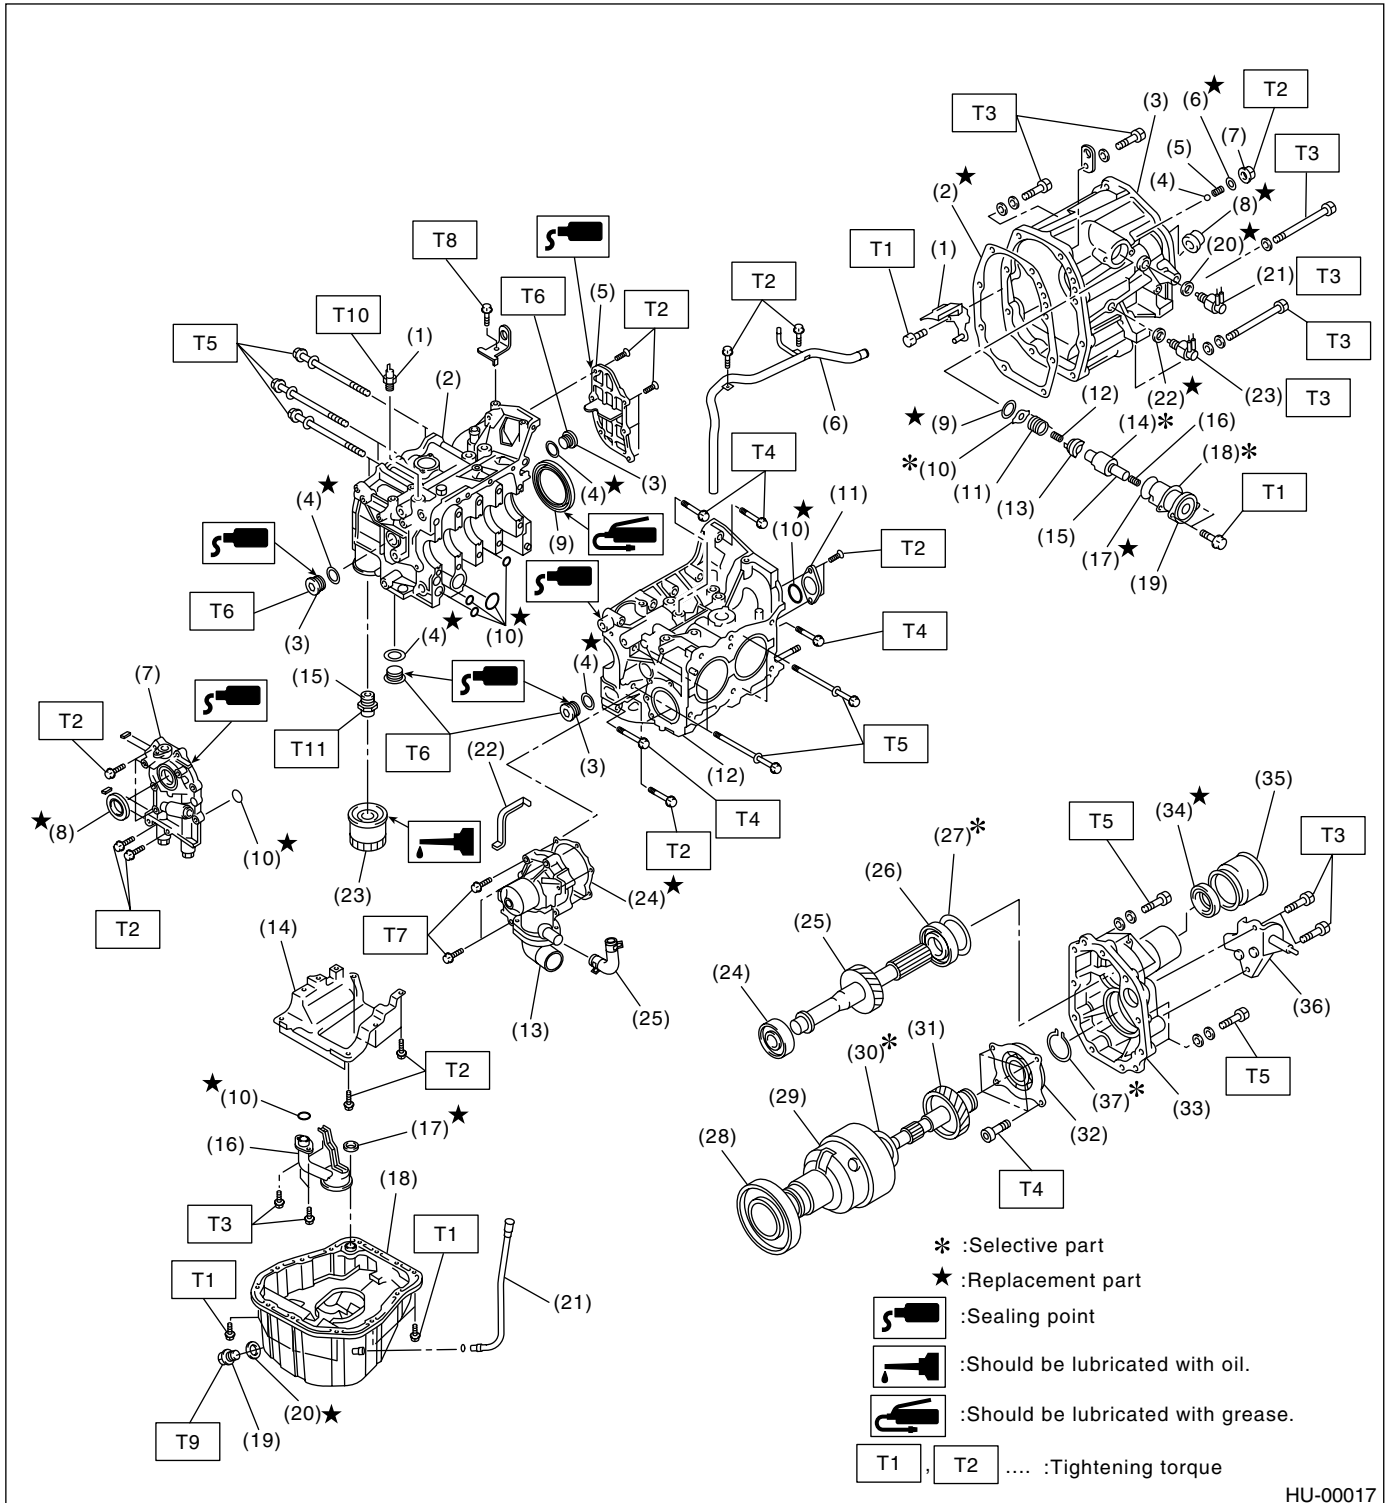 T3
(6)★
T2
(3)
(7)
T3
(5)
(2)★
(4)
(8)★
T8
(20)★
T1
(1)
(21)
T3
T6
(5)
T2
T2
T10
(1)
T3
T5
(2)
(12)
(22)★
(23)
T3
★(9)
(14)*
(16)
(6)
(18)*
*(10)
T4
(11)
(13)
T1
(4)★
(4)★
(3)
(15)
(17)★
(19)
(10)★
(11)
(9)
T2
T6
(3)
(4)★
(10)★
(4)★
T4
(7)
(15)
T2
T11
T6
(22)
(3)
(12)
T5
★(8)
(10)★
T4
T2
(35)
(34)★
T5
T3
(27)*
(26)
T2
(23)
(24)★
(14)
T7
(25)
(24)
(13)
(25)
(36)
(31)
(30)*
T2
(29)
T5
★(10)
(17)★
(37)*
(33)
(32)
(16)
(28)
(18)
T4
T3
T1
T1
(21)
(20)★
T9
(19)
* :Selective part
★ :Replacement part
:Sealing point
:Should be lubricated with oil.
:Should be lubricated with grease.
T1 , T2 .... :Tightening torque
HU-00017